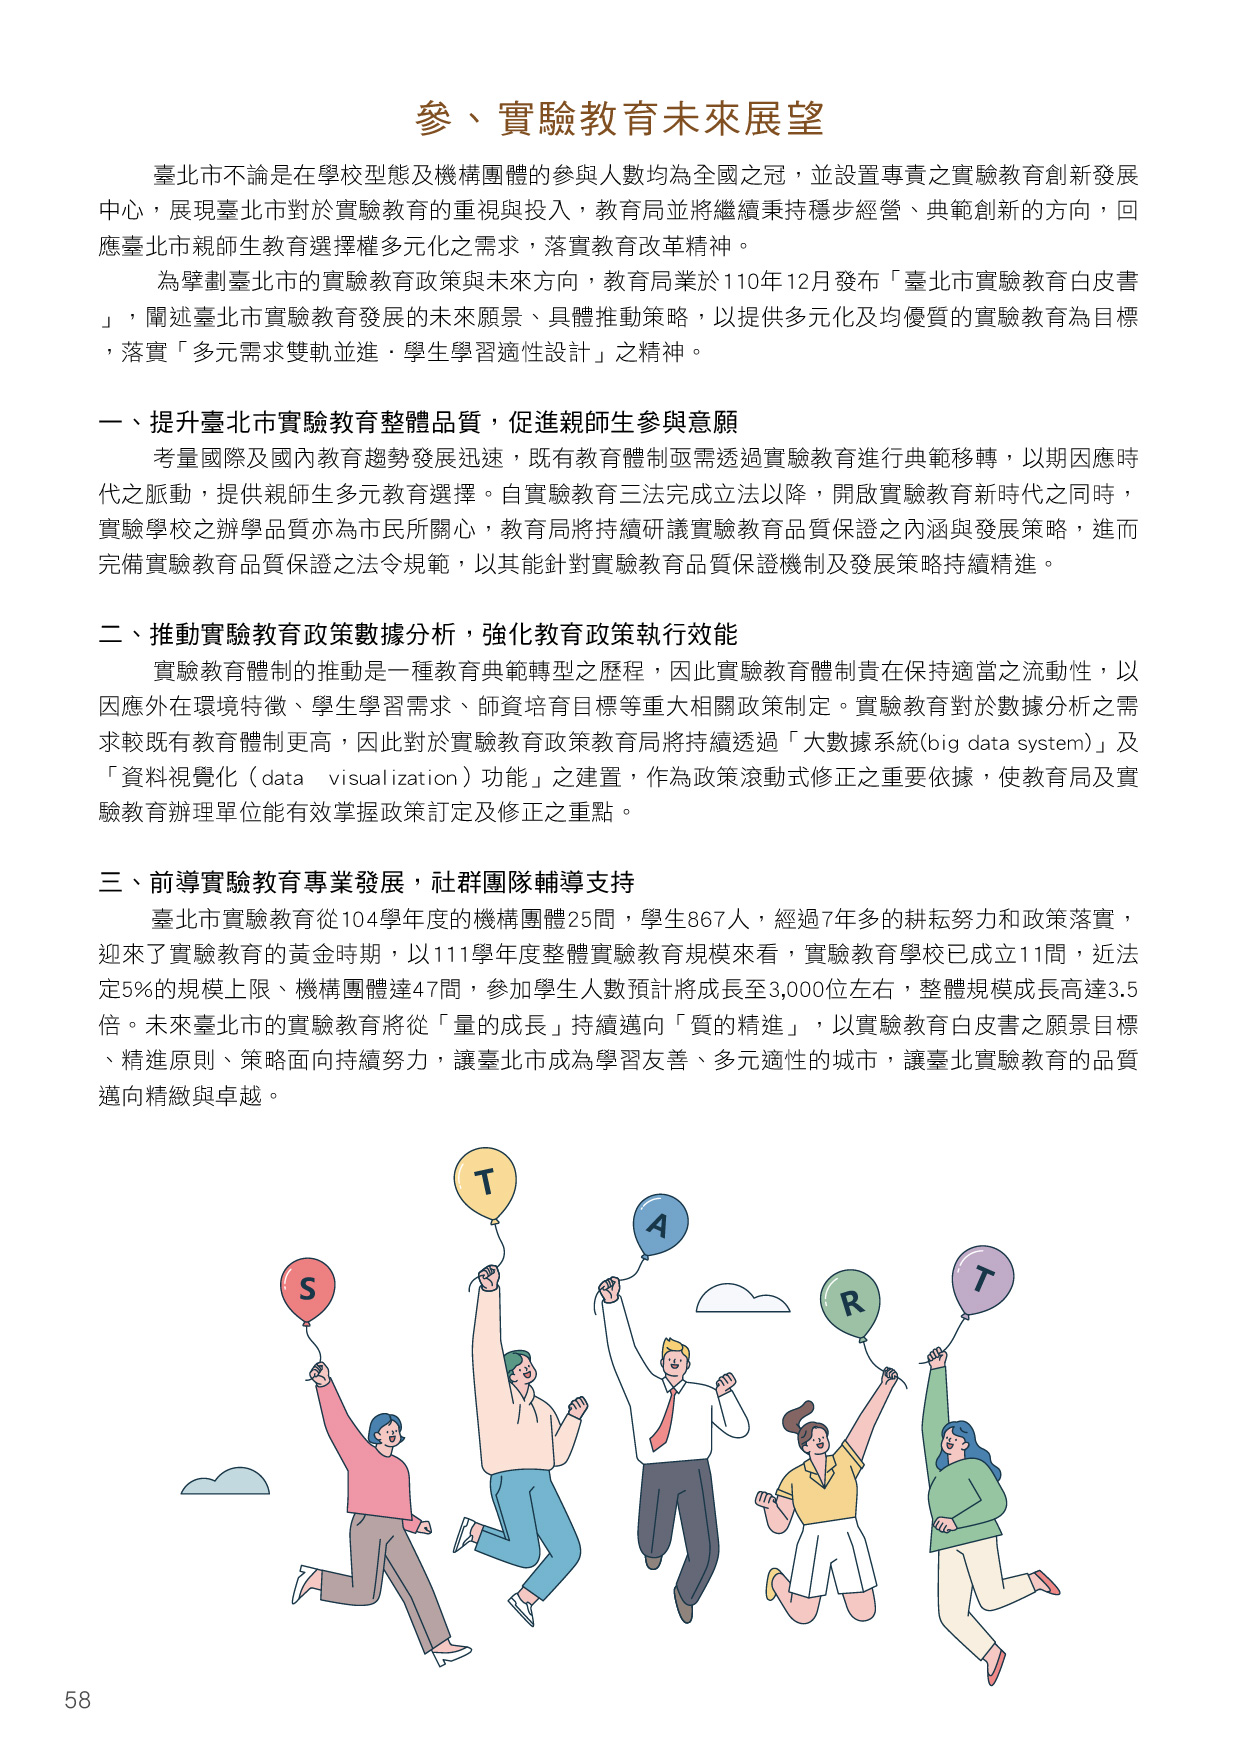 參、實驗教育未來展望
臺北市不論是在學校型態及機構團體的參與人數均為全國之冠，並設置專責之實驗教育創新發展
中心，展現臺北市對於實驗教育的重視與投入，教育局並將繼續秉持穩步經營、典範創新的方向，回
應臺北市親師生教育選擇權多元化之需求，落實教育改革精神。
為擘劃臺北市的實驗教育政策與未來方向，教育局業於110年12月發布「臺北市實驗教育白皮書
」，闡述臺北市實驗教育發展的未來願景、具體推動策略，以提供多元化及均優質的實驗教育為目標
，落實「多元需求雙軌並進．學生學習適性設計」之精神。
一、提升臺北市實驗教育整體品質，促進親師生參與意願
考量國際及國內教育趨勢發展迅速，既有教育體制亟需透過實驗教育進行典範移轉，以期因應時
代之脈動，提供親師生多元教育選擇。自實驗教育三法完成立法以降，開啟實驗教育新時代之同時，
實驗學校之辦學品質亦為市民所關心，教育局將持續研議實驗教育品質保證之內涵與發展策略，進而
完備實驗教育品質保證之法令規範，以其能針對實驗教育品質保證機制及發展策略持續精進。
二、推動實驗教育政策數據分析，強化教育政策執行效能
實驗教育體制的推動是一種教育典範轉型之歷程，因此實驗教育體制貴在保持適當之流動性，以
因應外在環境特徵、學生學習需求、師資培育目標等重大相關政策制定。實驗教育對於數據分析之需
求較既有教育體制更高，因此對於實驗教育政策教育局將持續透過「大數據系統(big data system)」及
「資料視覺化（data visualization）功能」之建置，作為政策滾動式修正之重要依據，使教育局及實
驗教育辦理單位能有效掌握政策訂定及修正之重點。
三、前導實驗教育專業發展，社群團隊輔導支持
臺北市實驗教育從104學年度的機構團體25間，學生867人，經過7年多的耕耘努力和政策落實，
迎來了實驗教育的黃金時期，以111學年度整體實驗教育規模來看，實驗教育學校已成立11間，近法
定5%的規模上限、機構團體達47間，參加學生人數預計將成長至3,000位左右，整體規模成長高達3.5
倍。未來臺北市的實驗教育將從「量的成長」持續邁向「質的精進」，以實驗教育白皮書之願景目標
、精進原則、策略面向持續努力，讓臺北市成為學習友善、多元適性的城市，讓臺北實驗教育的品質
邁向精緻與卓越。
S
T
A
R
T
58